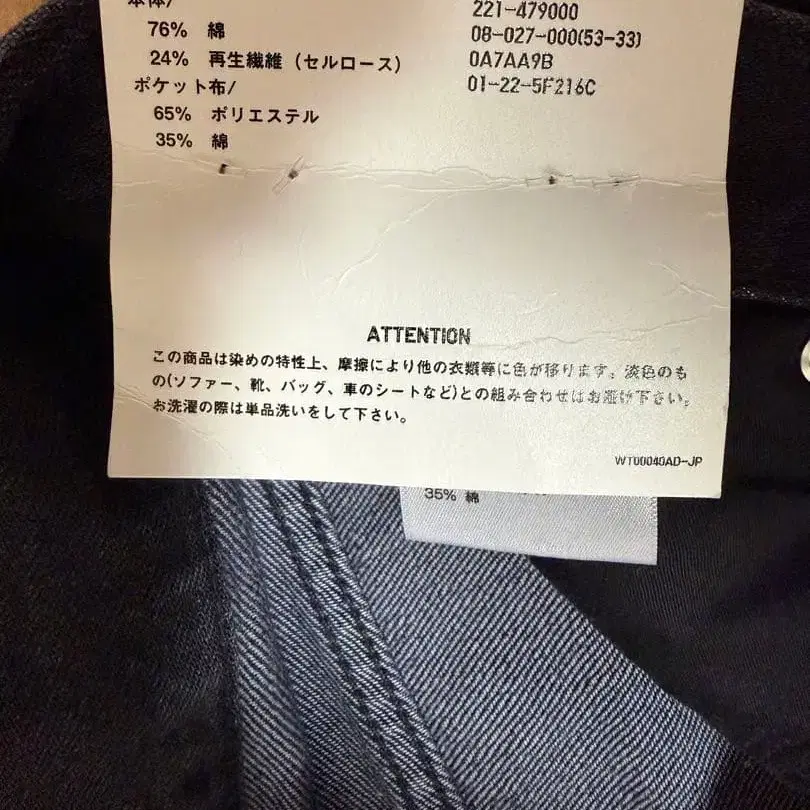 本体/
76% 綿
24% 再生繊維（セルロース）
ポケット布/
65% ポリエステル
35% 綿
221-479000
08-027-000(53-33)
0A7AA9B
01-22-5F216C
ATTENTION
この商品は染めの特性上、摩擦により他の衣類等に色が移ります。淡色のも
の(ソファー、靴、バッグ、車のシートなど)との組み合わせはお避け下さい。
お洗濯の際は単品洗いをして下さい。
WT00040AD-JP
35% 綿